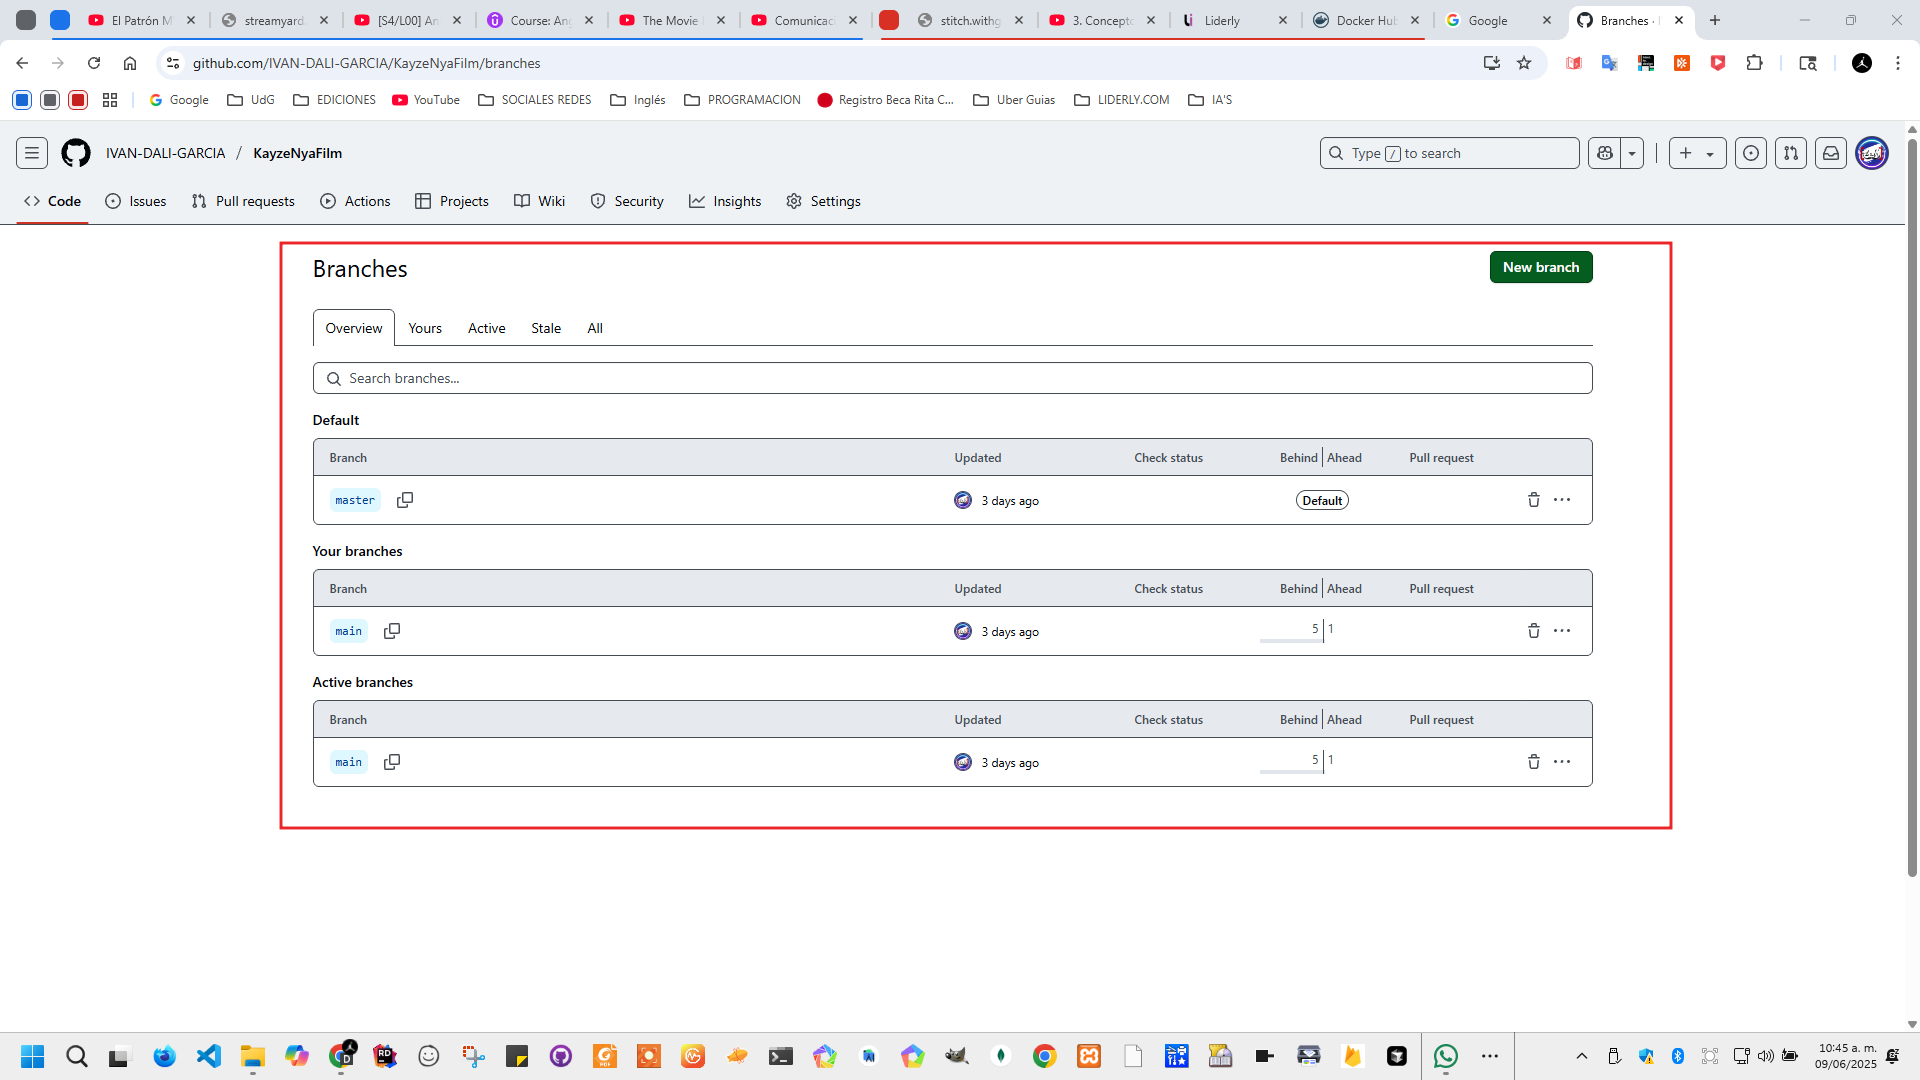 El Patrón M
streamyard.
[S4/L00] An
Course: Ang
The Movie
Comunicac
stitch.withg
3. Concepto
Liderly
Docker Hub
Google
Branches ·
github.com/IVAN-DALI-GARCIA/KayzeNyaFilm/branches
Google
UdG
EDICIONES
YouTube
SOCIALES REDES
Inglés
PROGRAMACION
Registro Beca Rita C...
Uber Guias
LIDERLY.COM
IA'S
IVAN-DALI-GARCIA / KayzeNyaFilm
Type / to search
Code
Issues
Pull requests
Actions
Projects
Wiki
Security
Insights
Settings
Branches
New branch
Overview
Yours
Active
Stale
All
Search branches...
Default
Branch Updated Check status Behind Ahead Pull request
master 3 days ago Default
Your branches
Branch Updated Check status Behind Ahead Pull request
main 3 days ago 5 1
Active branches
Branch Updated Check status Behind Ahead Pull request
main 3 days ago 5 1
10:45 a. m.
09/06/2025